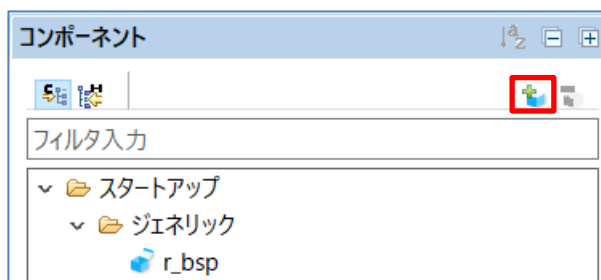 コンポーネント
フィルタ入力
スタートアップ
ジェネリック
r_bsp